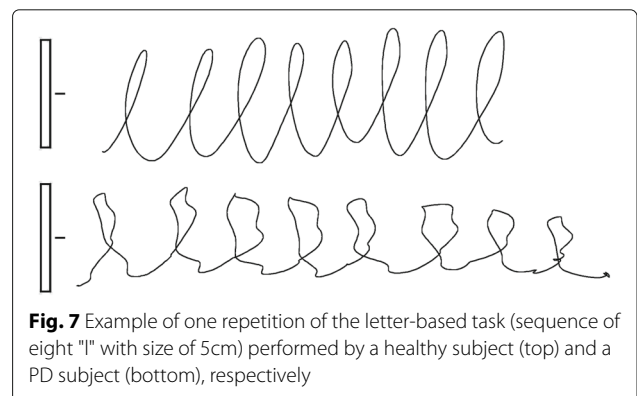 Fig. 7 Example of one repetition of the letter-based task (sequence of
eight "l" with size of 5cm) performed by a healthy subject (top) and a
PD subject (bottom), respectively